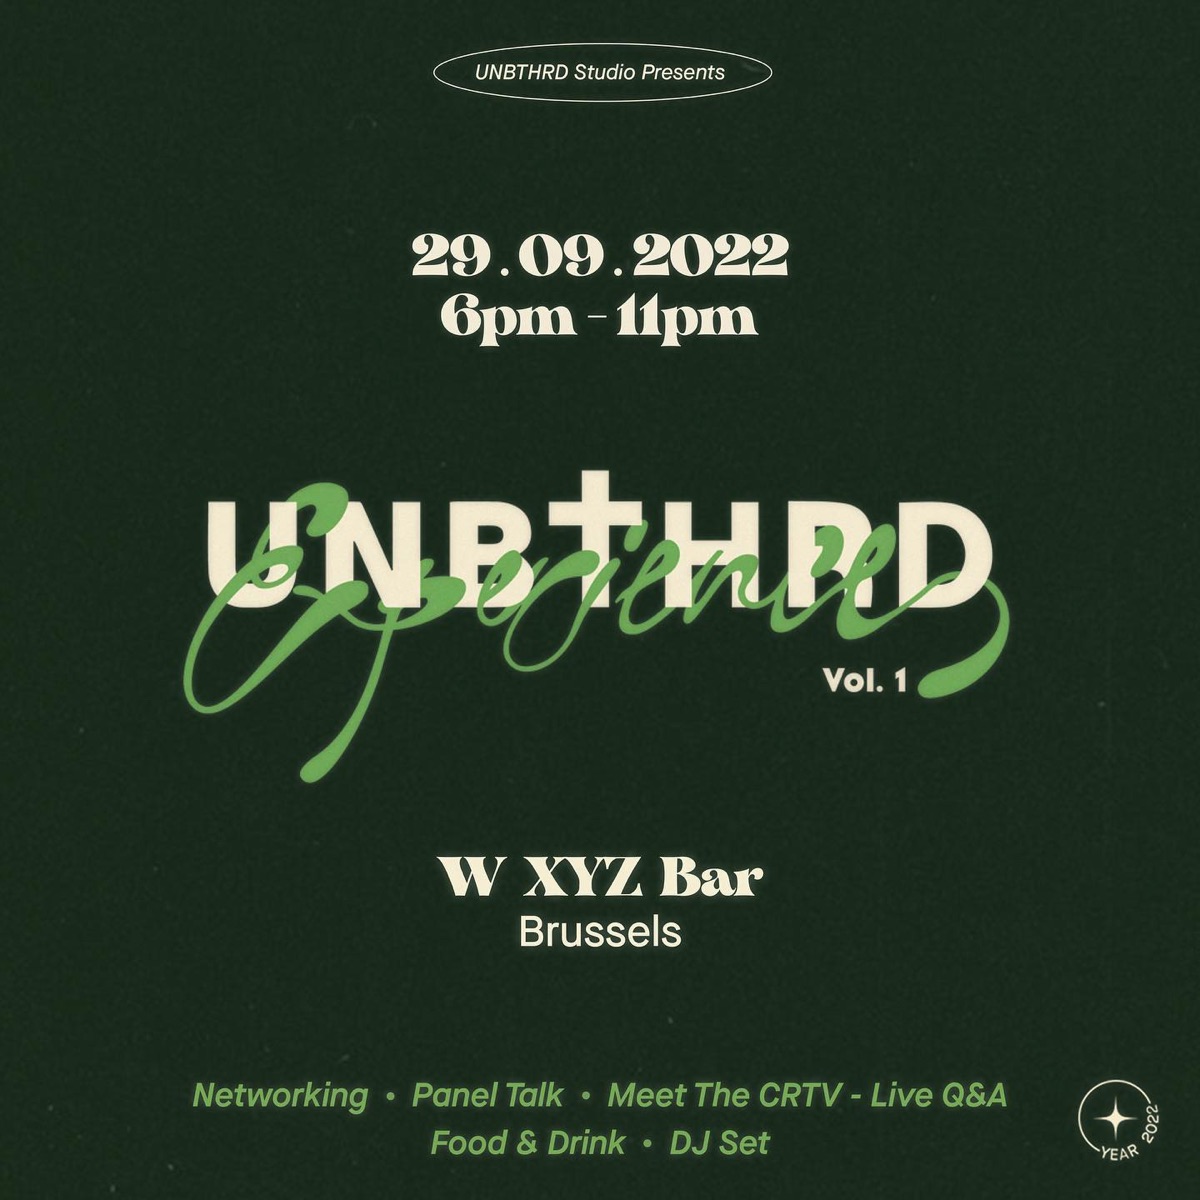 UNBTHRD Studio Presents
29.09.2022
6pm - 11pm
UNBTHRD
Experience
Vol. 1
W XYZ Bar
Brussels
Networking • Panel Talk • Meet The CRTV - Live Q&A
Food & Drink • DJ Set
YEAR 2022